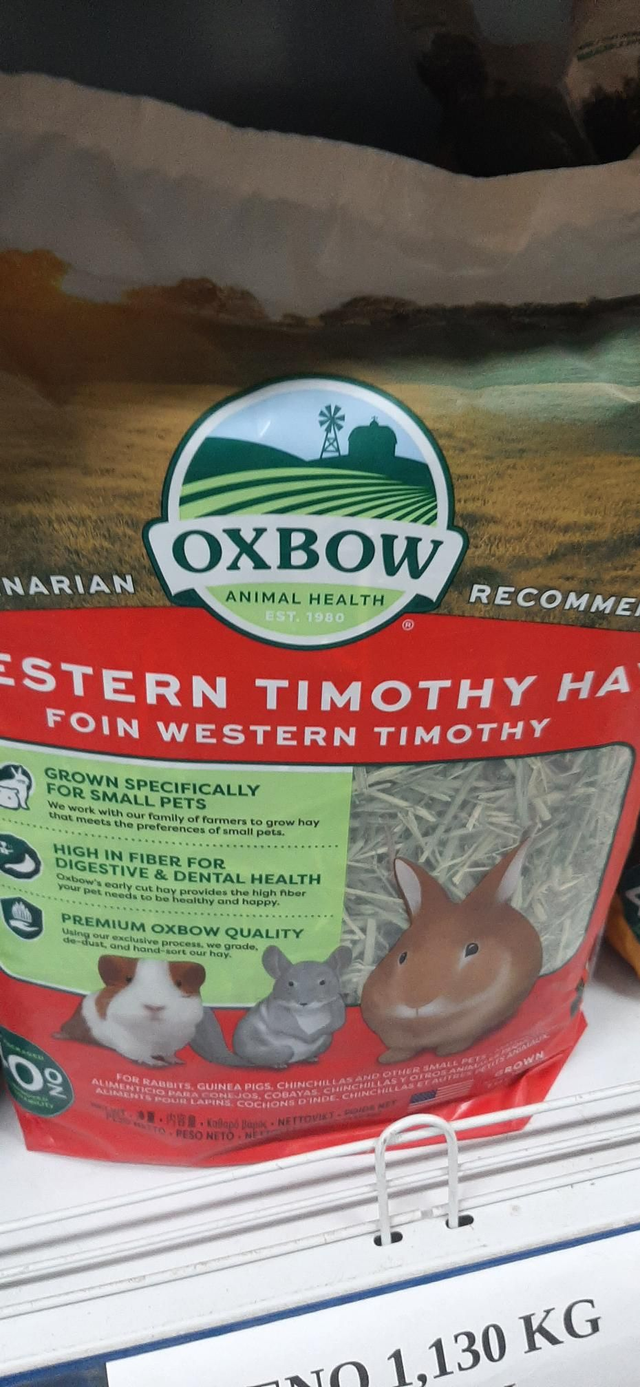 OXBOW
ANIMAL HEALTH
EST. 1980
®
NARIAN
RECOMME
ESTERN TIMOTHY HA
FOIN WESTERN TIMOTHY
GROWN SPECIFICALLY
FOR SMALL PETS
We work with our family of farmers to grow hay
that meets the preferences of small pets.
HIGH IN FIBER FOR
DIGESTIVE & DENTAL HEALTH
Oxbow's early cut hay provides the high fiber
your pet needs to be healthy and happy.
PREMIUM OXBOW QUALITY
Using our exclusive process, we grade,
de-dust, and hand-sort our hay.
FOR RABBITS, GUINEA PIGS, CHINCHILLAS AND OTHER SMALL PETS
ALIMENTICIO PARA CONEJOS, COBAYAS, CHINCHILLAS Y OTROS ANIMALES
ALIMENTS POUR LAPINS, COCHONS D'INDE, CHINCHILLAS ET AUTRES PETITS ANIMAUX
GROWN
PESO NETO
NETTOVIKT
NO 1,130 KG